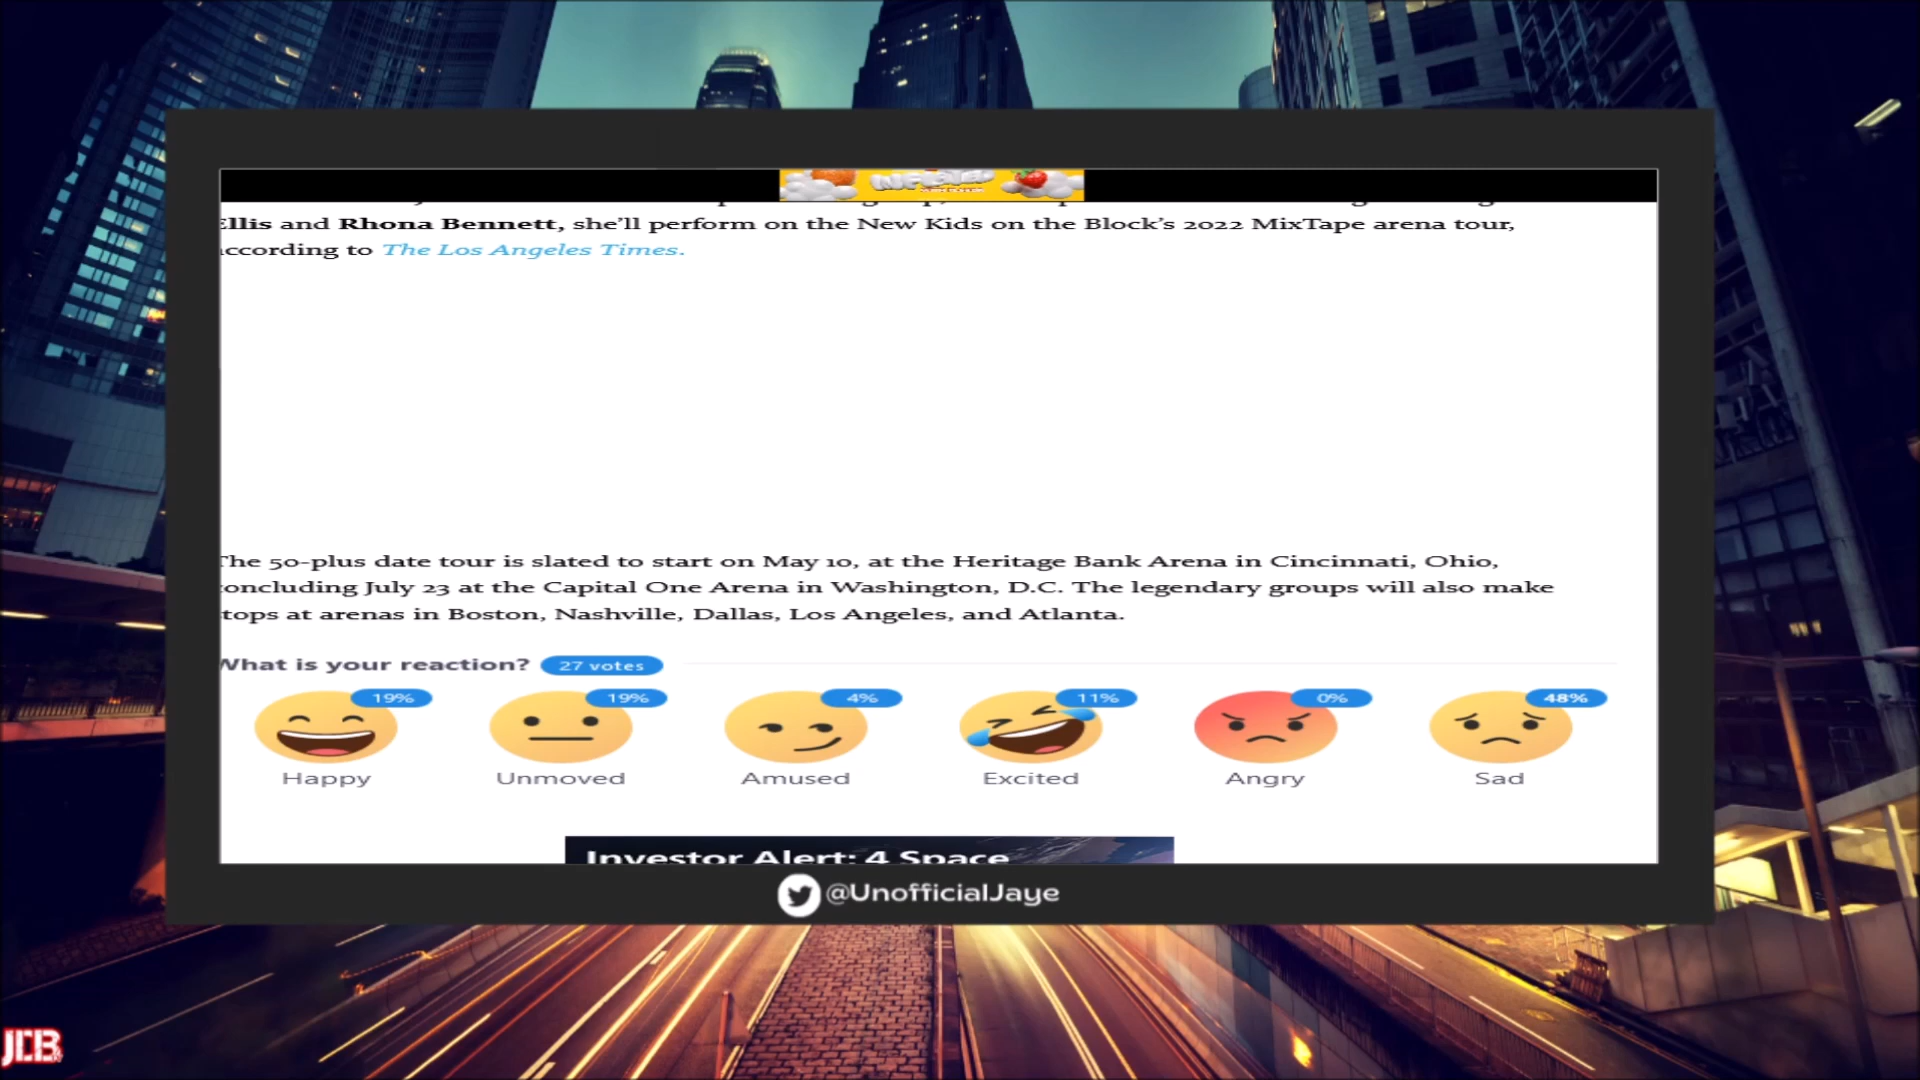 Ellis and Rhona Bennett, she'll perform on the New Kids on the Block's 2022 MixTape arena tour,
ccording to The Los Angeles Times.
The 50-plus date tour is slated to start on May 10, at the Heritage Bank Arena in Cincinnati, Ohio,
concluding July 23 at the Capital One Arena in Washington, D.C. The legendary groups will also make
stops at arenas in Boston, Nashville, Dallas, Los Angeles, and Atlanta.
What is your reaction? 27 votes
19% 19% 4% 11% 0% 48%
Happy Unmoved Amused Excited Angry Sad
Investor Alert: 4 Space
@UnofficialJaye
JCB